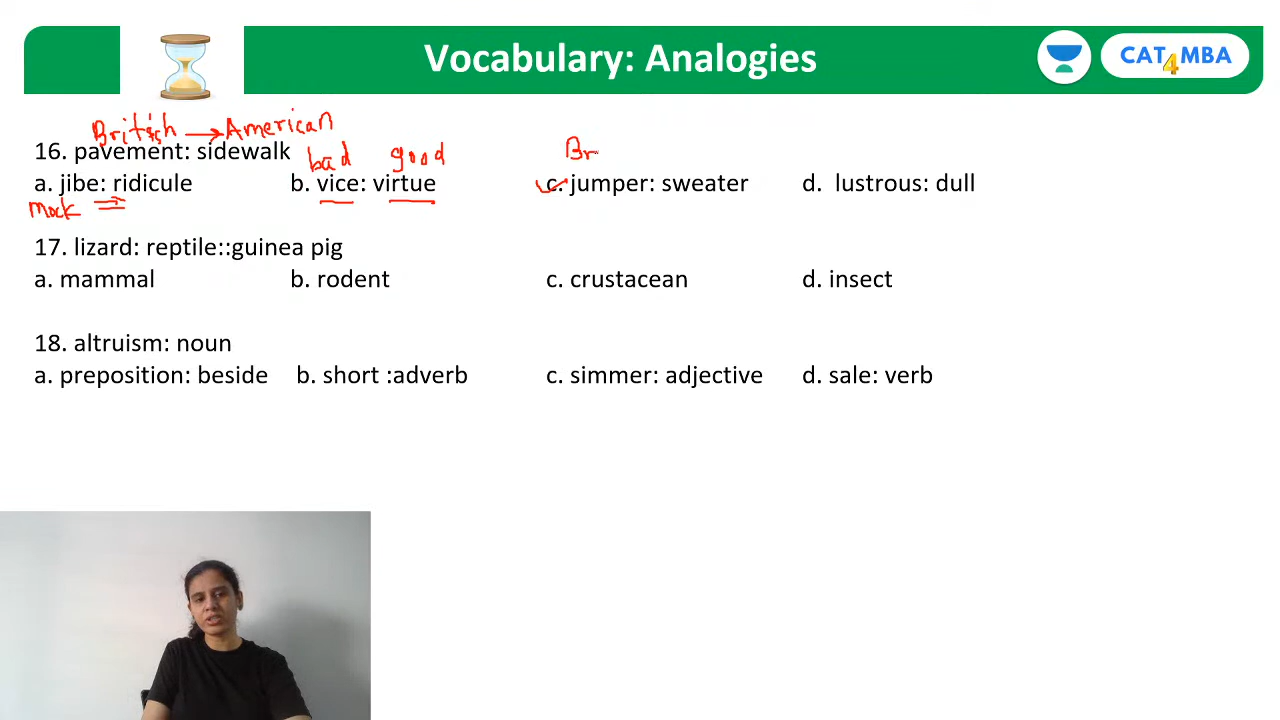 Vocabulary: Analogies
CAT4MBA
British → American
16. pavement: sidewalk
bad good Br
a. jibe: ridicule b. vice: virtue c. jumper: sweater d. lustrous: dull
mock
17. lizard: reptile::guinea pig
a. mammal b. rodent c. crustacean d. insect
18. altruism: noun
a. preposition: beside b. short :adverb c. simmer: adjective d. sale: verb